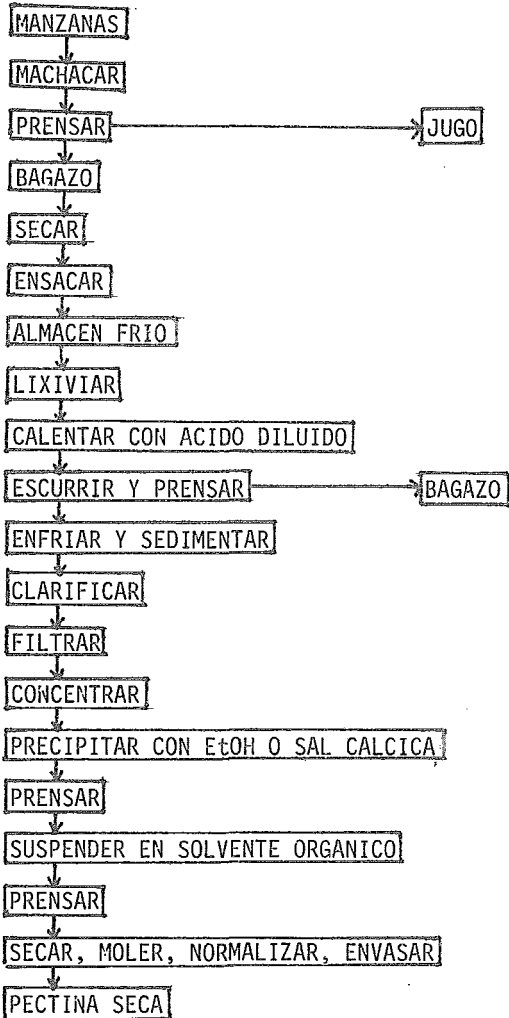 MANZANAS
MACHACAR
PRENSAR JUGO
BAGAZO
SECAR
ENSACAR
ALMACEN FRIO
LIXIVIAR
CALENTAR CON ACIDO DILUIDO
ESCURRIR Y PRENSAR BAGAZO
ENFRIAR Y SEDIMENTAR
CLARIFICAR
FILTRAR
CONCENTRAR
PRECIPITAR CON EtOH O SAL CALCICA
PRENSAR
SUSPENDER EN SOLVENTE ORGANICO
PRENSAR
SECAR, MOLER, NORMALIZAR, ENVASAR
PECTINA SECA